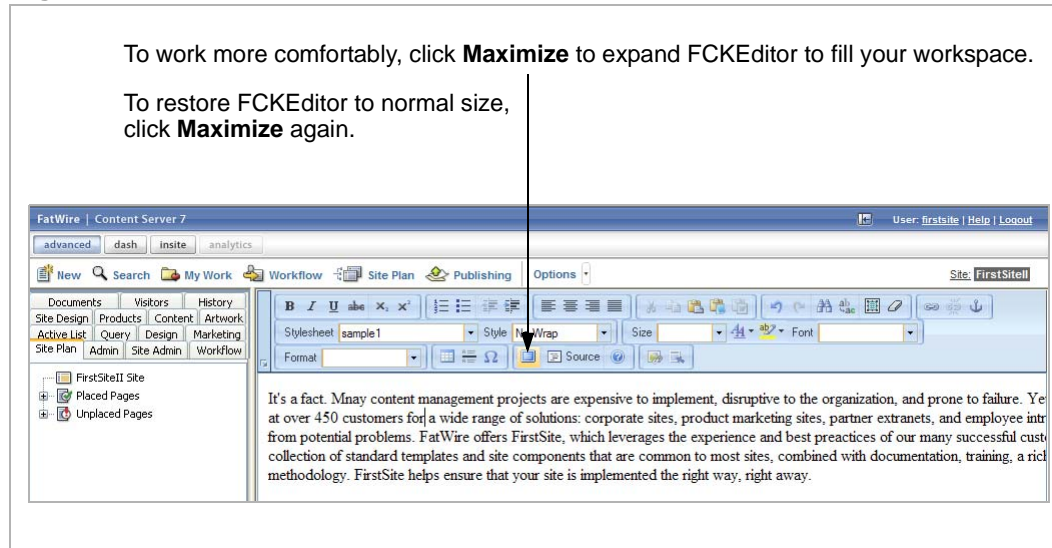 To work more comfortably, click Maximize to expand FCKEditor to fill your workspace.
To restore FCKEditor to normal size,
click Maximize again.
FatWire | Content Server 7
User: firstsite | Help | Logout
advanced dash insite analytics
New Search My Work Workflow Site Plan Publishing Options
Site: FirstSiteII
Documents Visitors History
Site Design Products Content Artwork
Active List Query Design Marketing
Site Plan Admin Site Admin Workflow
B I U abc X₂ X²
Stylesheet sample1 Style No Wrap Size Font
Format Ω Source
FirstSiteII Site
Placed Pages
Unplaced Pages
It's a fact. Mnay content management projects are expensive to implement, disruptive to the organization, and prone to failure. Ye
at over 450 customers for a wide range of solutions: corporate sites, product marketing sites, partner extranets, and employee intr
from potential problems. FatWire offers FirstSite, which leverages the experience and best preactices of our many successful custo
collection of standard templates and site components that are common to most sites, combined with documentation, training, a rich
methodology. FirstSite helps ensure that your site is implemented the right way, right away.